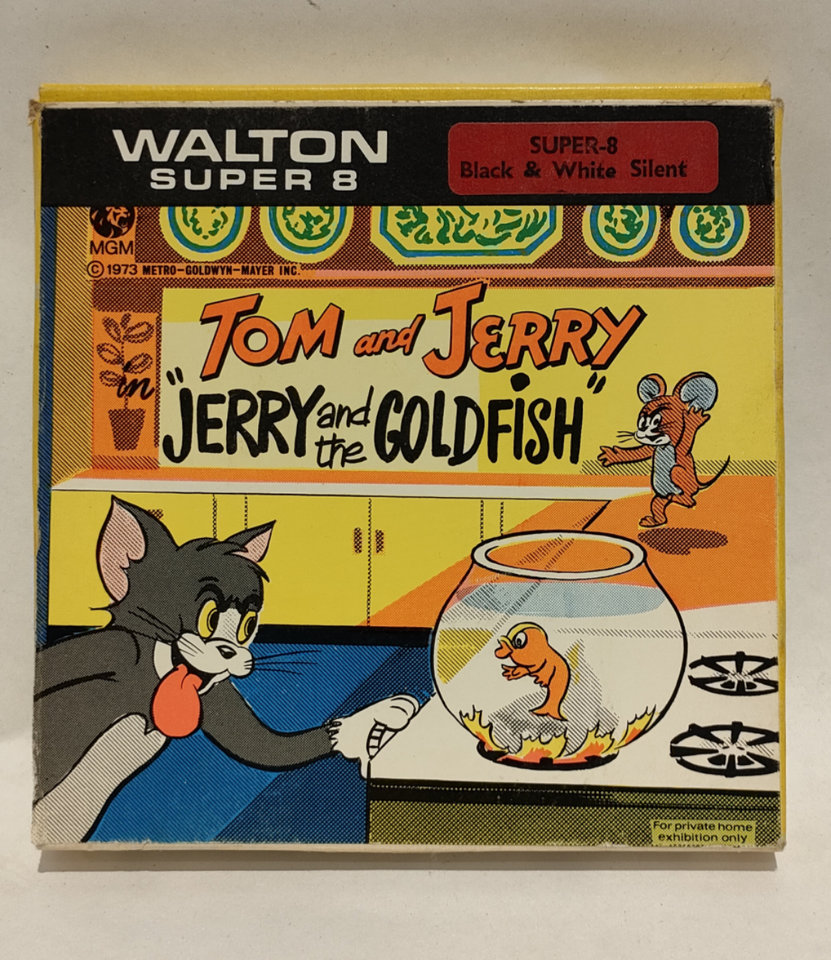 WALTON
SUPER 8
SUPER-8
Black & White Silent
MGM
© 1973 METRO-GOLDWYN-MAYER INC.
TOM and JERRY
in "JERRY and the GOLDFISH"
For private home
exhibition only